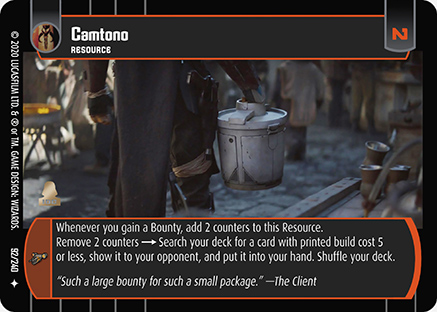 Camtono
RESOURCE
N
Whenever you gain a Bounty, add 2 counters to this Resource.
Remove 2 counters → Search your deck for a card with printed build cost 5
or less, show it to your opponent, and put it into your hand. Shuffle your deck.
“Such a large bounty for such a small package.” —The Client
© 2020 LUCASFILM LTD. & ® or TM. GAME DESIGN: WIZARDS.
92/240